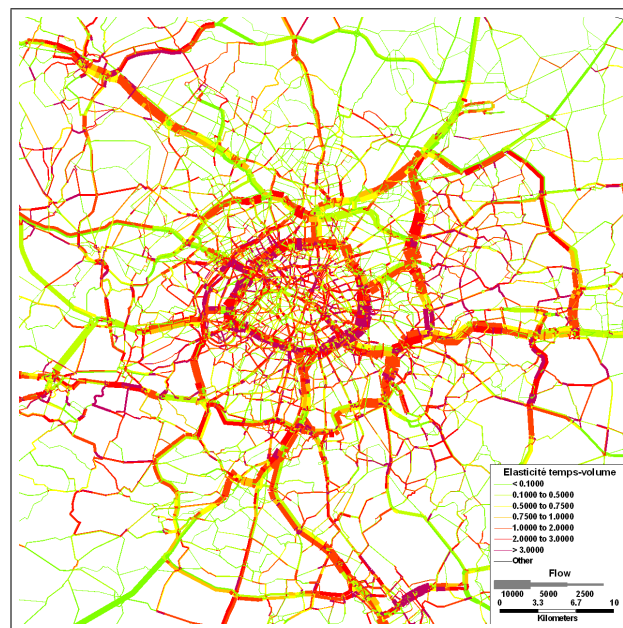 Elasticité temps-volume
< 0.1000
0.1000 to 0.5000
0.5000 to 0.7500
0.7500 to 1.0000
1.0000 to 2.0000
2.0000 to 3.0000
> 3.0000
Other
Flow
10000 5000 2500
0 3.3 6.7 10
Kilometers